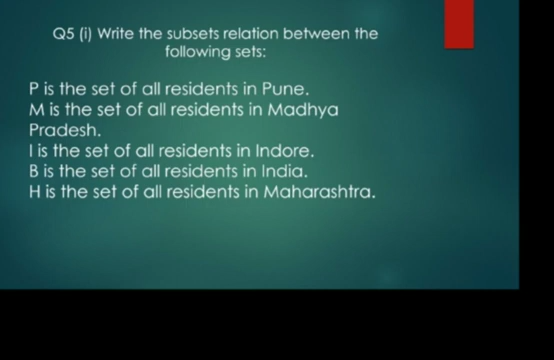 Q5 (i) Write the subsets relation between the
following sets:
P is the set of all residents in Pune.
M is the set of all residents in Madhya
Pradesh.
I is the set of all residents in Indore.
B is the set of all residents in India.
H is the set of all residents in Maharashtra.